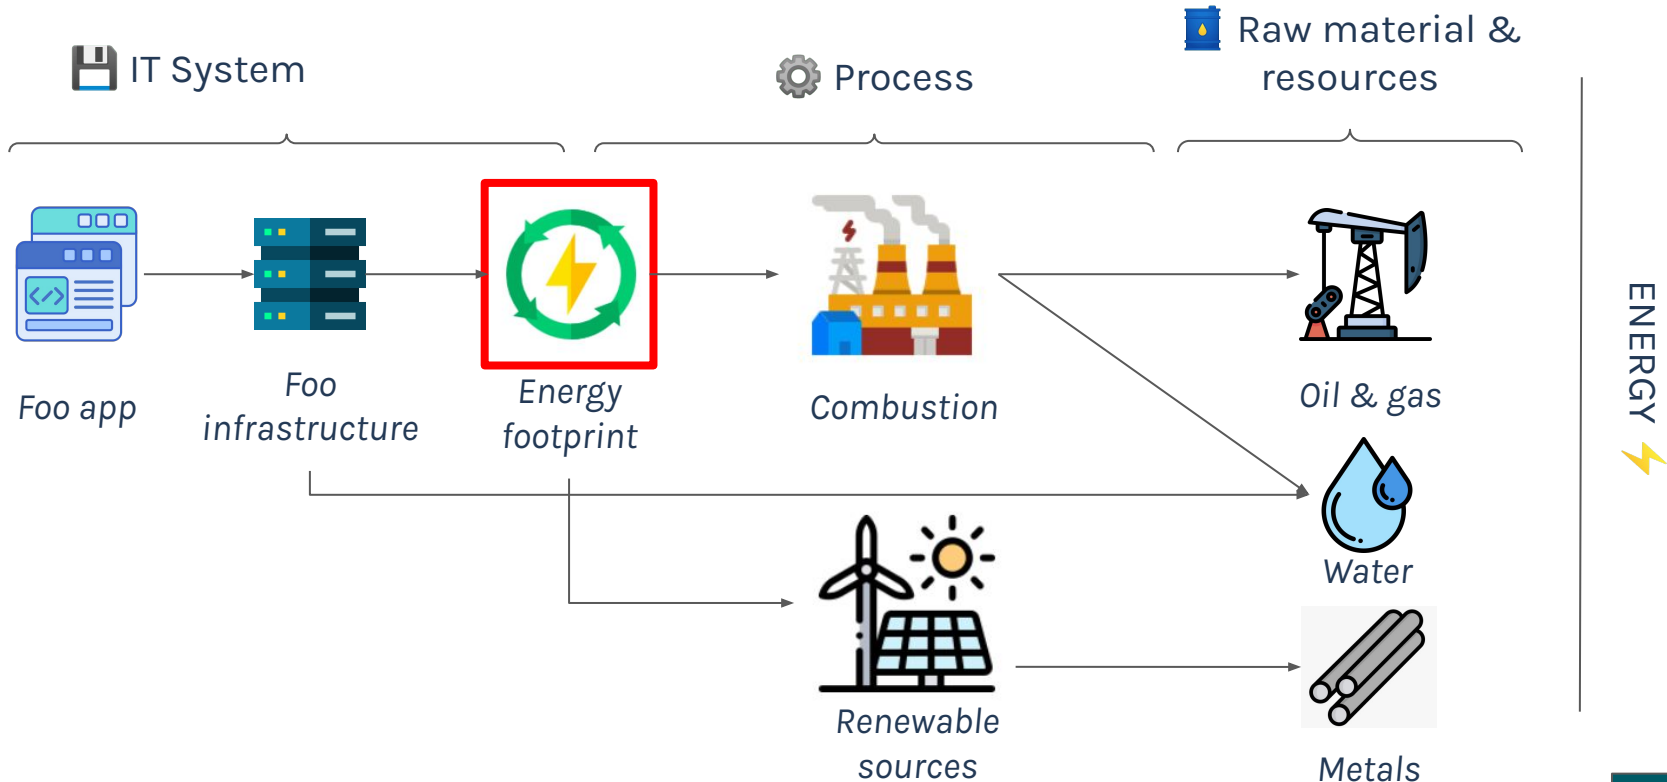 IT System
Process
Raw material &
resources
Foo app
Foo
infrastructure
Energy
footprint
Combustion
Oil & gas
Water
Renewable
sources
Metals
ENERGY